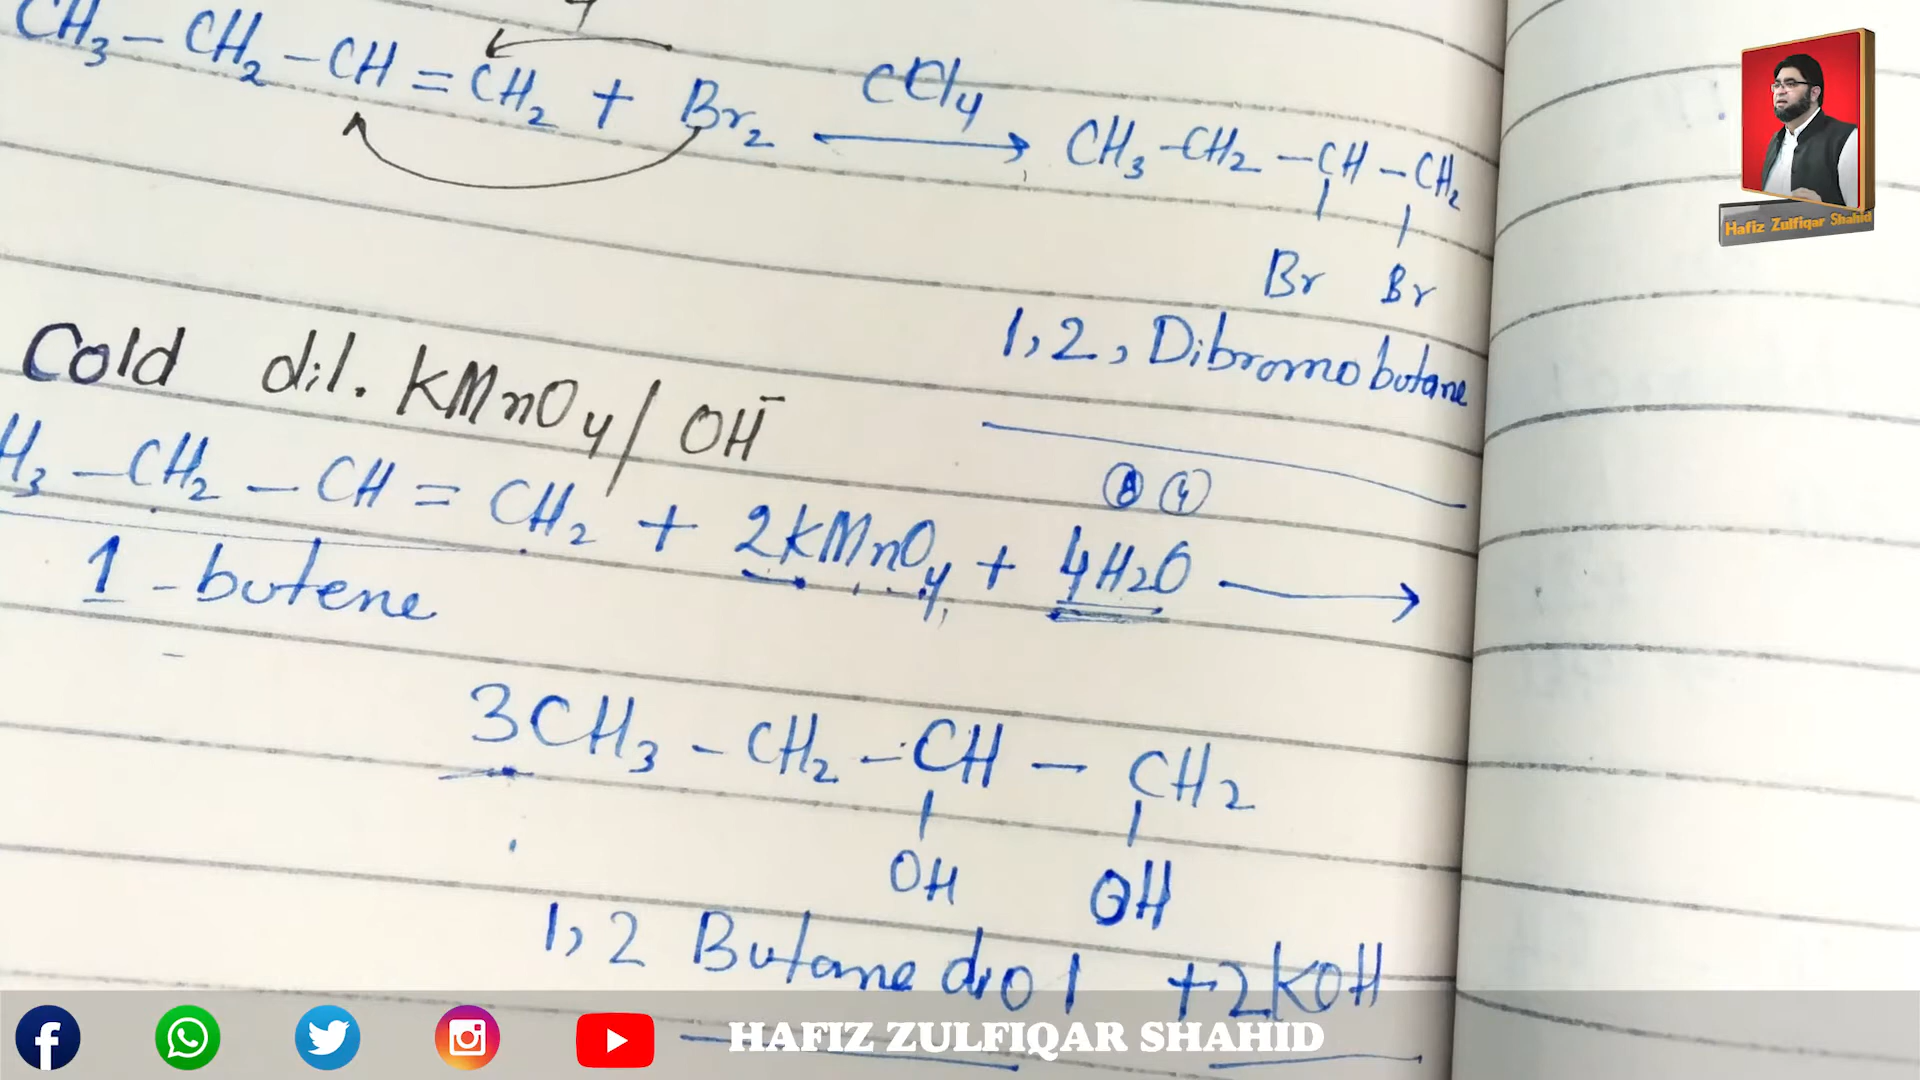 CH3 – CH2 – CH = CH2 + Br2 CCl4 → CH3 – CH2 – CH – CH2
Br Br
1,2, Dibromobutane
Cold dil. KMnO4 / OH⁻
H3 – CH2 – CH = CH2 + 2KMnO4 + 4H2O →
1 - butene
3CH3 – CH2 – CH – CH2
OH OH
1,2 Butane diol + 2KOH
Hafiz Zulfiqar Shahid
HAFIZ ZULFIQAR SHAHID